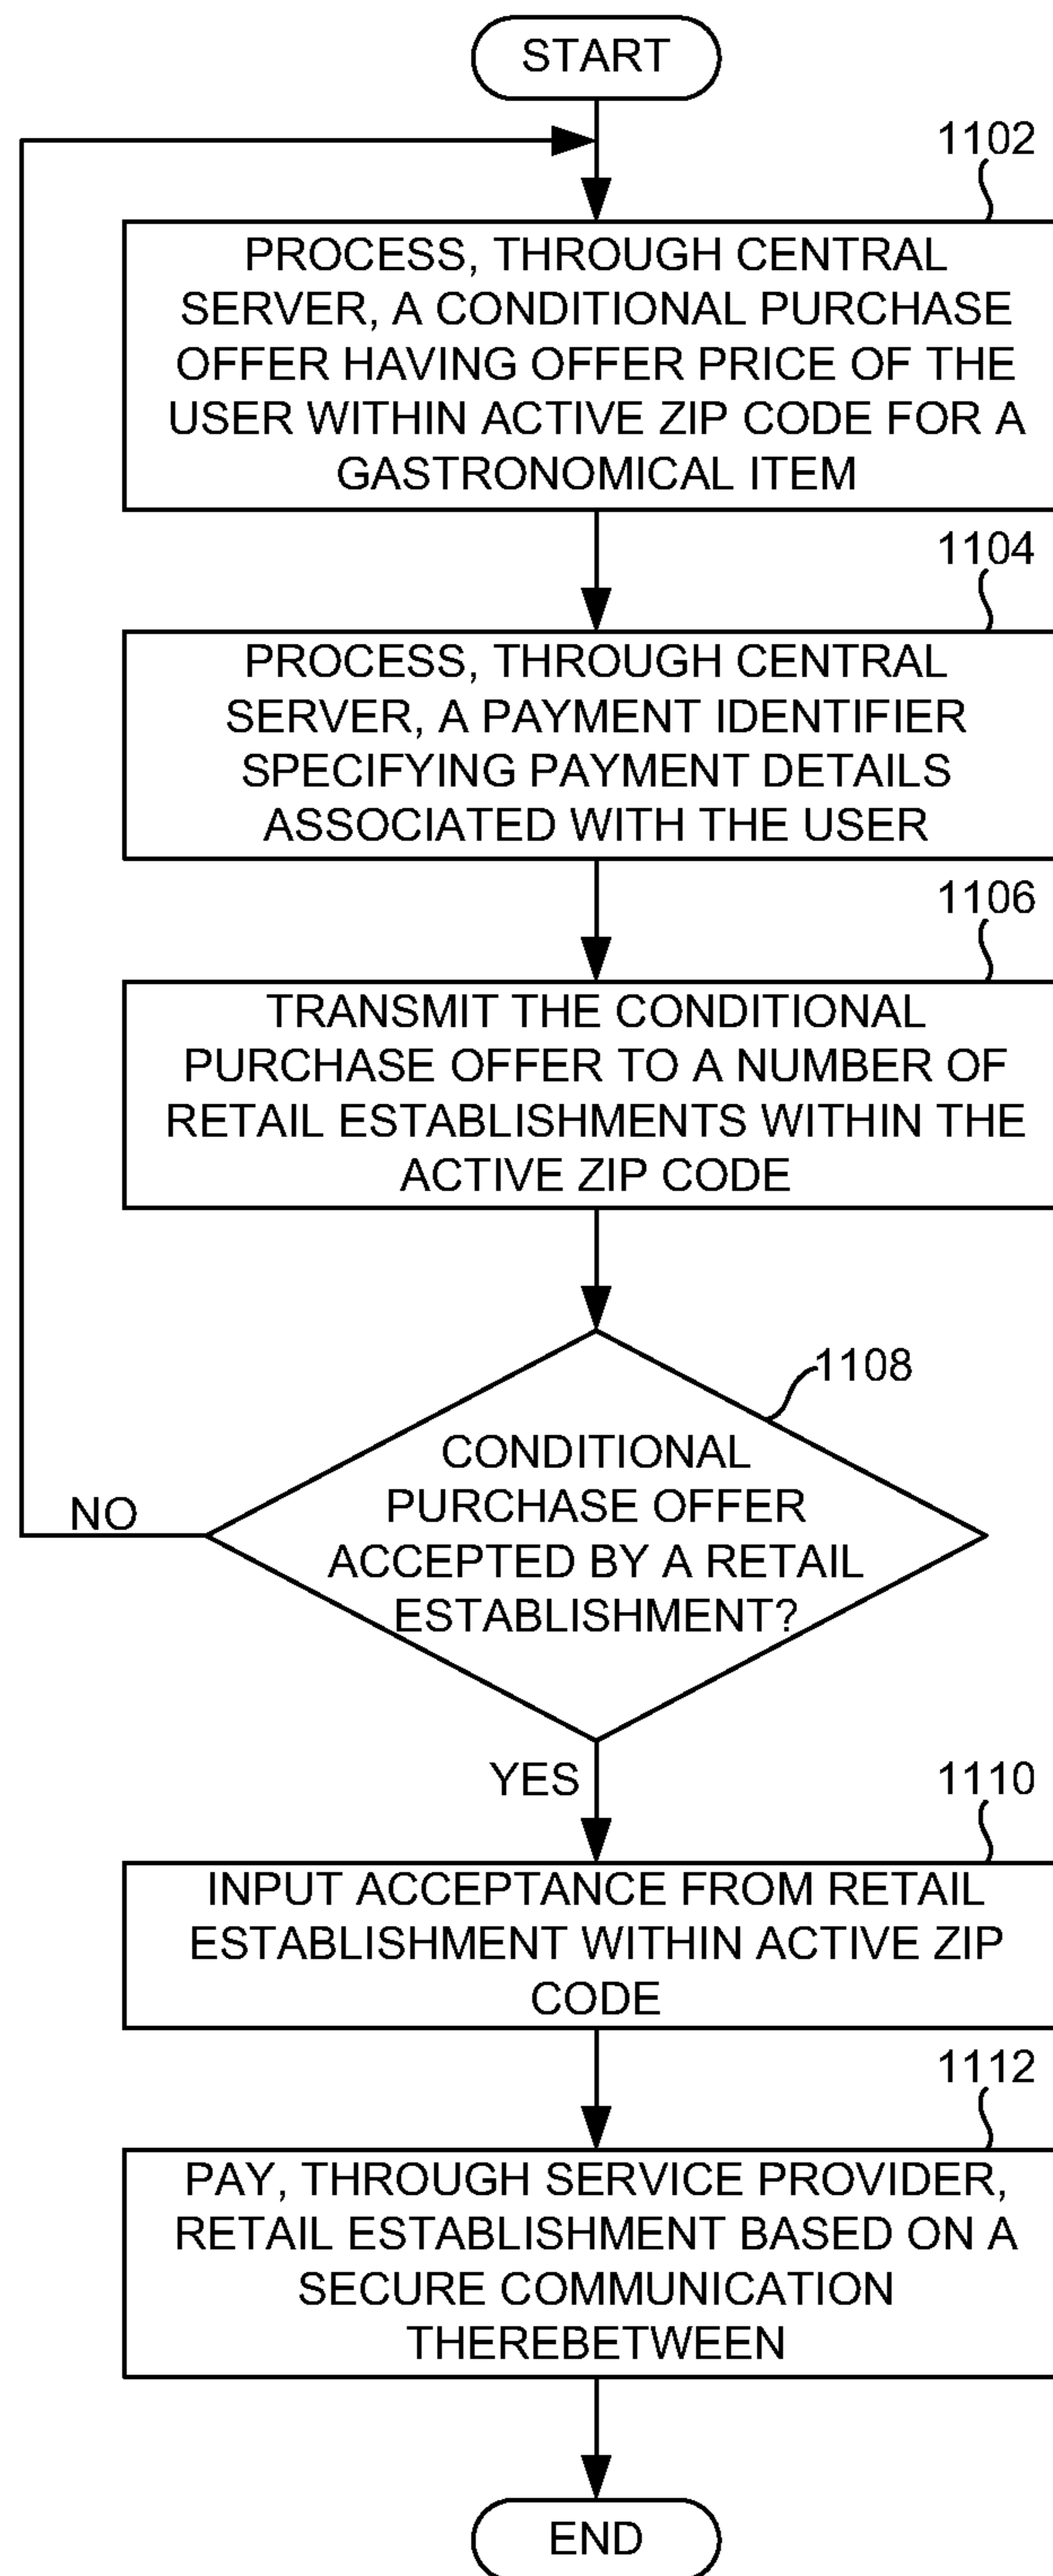 START
1102
PROCESS, THROUGH CENTRAL
SERVER, A CONDITIONAL PURCHASE
OFFER HAVING OFFER PRICE OF THE
USER WITHIN ACTIVE ZIP CODE FOR A
GASTRONOMICAL ITEM
1104
PROCESS, THROUGH CENTRAL
SERVER, A PAYMENT IDENTIFIER
SPECIFYING PAYMENT DETAILS
ASSOCIATED WITH THE USER
1106
TRANSMIT THE CONDITIONAL
PURCHASE OFFER TO A NUMBER OF
RETAIL ESTABLISHMENTS WITHIN THE
ACTIVE ZIP CODE
1108
CONDITIONAL
PURCHASE OFFER
ACCEPTED BY A RETAIL
ESTABLISHMENT?
NO
YES
1110
INPUT ACCEPTANCE FROM RETAIL
ESTABLISHMENT WITHIN ACTIVE ZIP
CODE
1112
PAY, THROUGH SERVICE PROVIDER,
RETAIL ESTABLISHMENT BASED ON A
SECURE COMMUNICATION
THEREBETWEEN
END